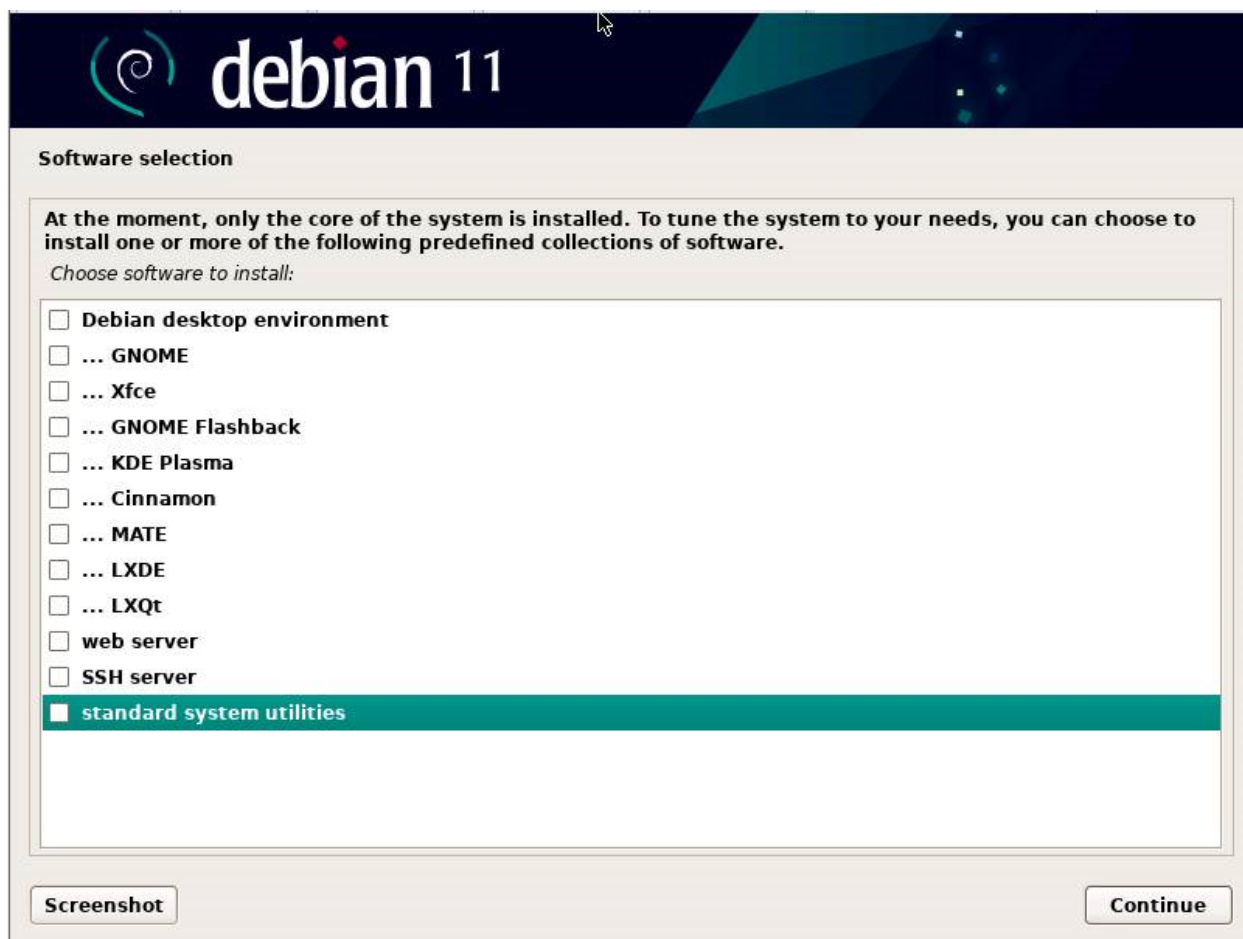 debian 11
Software selection
At the moment, only the core of the system is installed. To tune the system to your needs, you can choose to
install one or more of the following predefined collections of software.
Choose software to install:
Debian desktop environment
... GNOME
... Xfce
... GNOME Flashback
... KDE Plasma
... Cinnamon
... MATE
... LXDE
... LXQt
web server
SSH server
standard system utilities
Screenshot
Continue